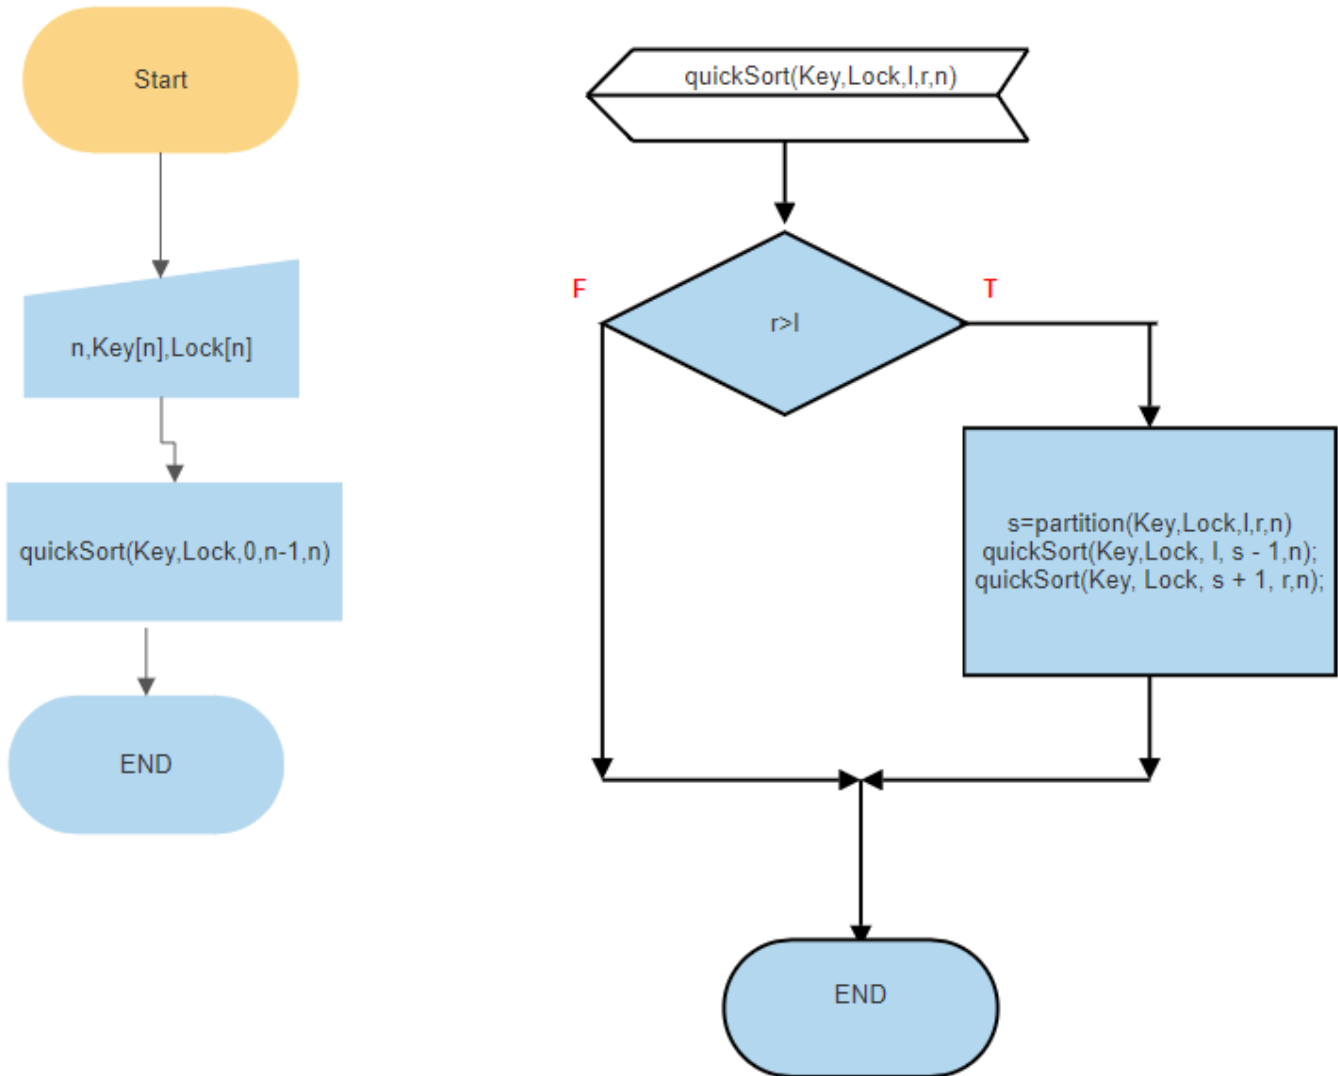 Start
n,Key[n],Lock[n]
quickSort(Key,Lock,0,n-1,n)
END
quickSort(Key,Lock,l,r,n)
F
T
r>l
s=partition(Key,Lock,l,r,n)
quickSort(Key,Lock, l, s - 1,n);
quickSort(Key, Lock, s + 1, r,n);
END